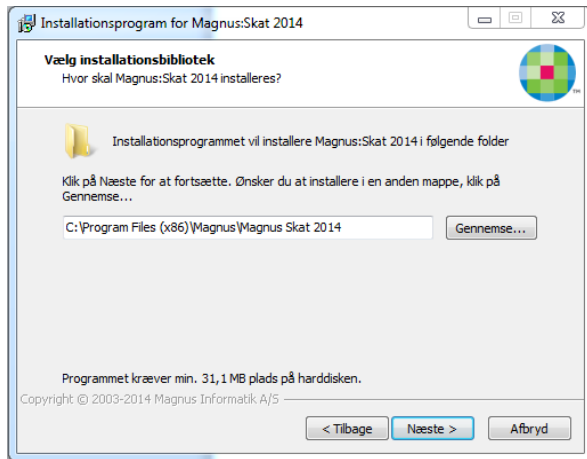 Installationsprogram for Magnus:Skat 2014
Vælg installationsbibliotek
Hvor skal Magnus:Skat 2014 installeres?
TM
Installationsprogrammet vil installere Magnus:Skat 2014 i følgende folder
Klik på Næste for at fortsætte. Ønsker du at installere i en anden mappe, klik på
Gennemse...
C:\Program Files (x86)\Magnus\Magnus Skat 2014
Gennemse...
Programmet kræver min. 31,1 MB plads på harddisken.
Copyright © 2003-2014 Magnus Informatik A/S
< Tilbage
Næste >
Afbryd